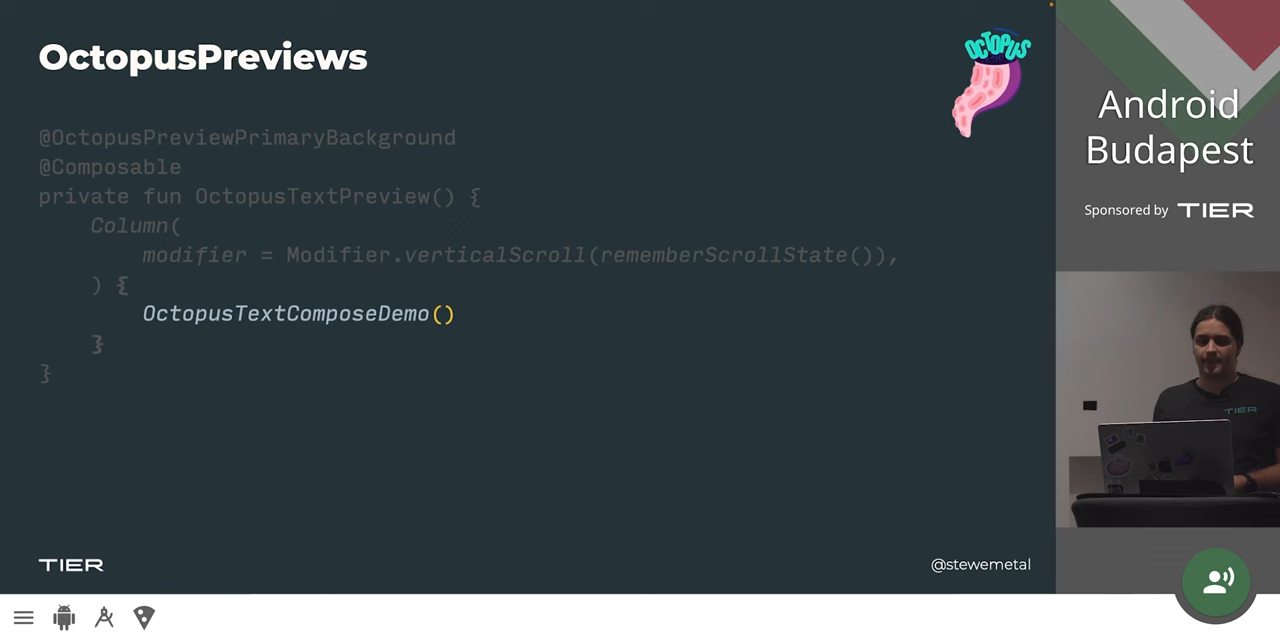 OctopusPreviews
OCTOPUS
@OctopusPreviewPrimaryBackground
@Composable
private fun OctopusTextPreview() {
Column(
modifier = Modifier.verticalScroll(rememberScrollState()),
) {
OctopusTextComposeDemo()
}
}
TIER
@stewemetal
Android
Budapest
Sponsored by TIER
TIER